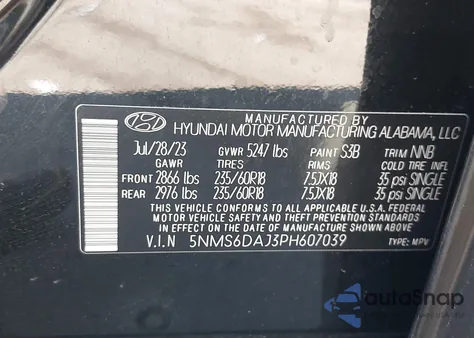 MANUFACTURED BY
HYUNDAI MOTOR MANUFACTURING ALABAMA, LLC
Jul/28/23 GVWR 5247 lbs PAINT S3B TRIM NNB
GAWR TIRES RIMS COLD TIRE INFL
FRONT 2866 lbs 235/60R18 7.5JX18 35 psi SINGLE
REAR 2976 lbs 235/60R18 7.5JX18 35 psi SINGLE
THIS VEHICLE CONFORMS TO ALL APPLICABLE U.S.A. FEDERAL
MOTOR VEHICLE SAFETY AND THEFT PREVENTION STANDARDS
IN EFFECT ON THE DATE OF MANUFACTURE SHOWN ABOVE.
V.I.N 5NMS6DAJ3PH607039 TYPE: MPV
autoSnap